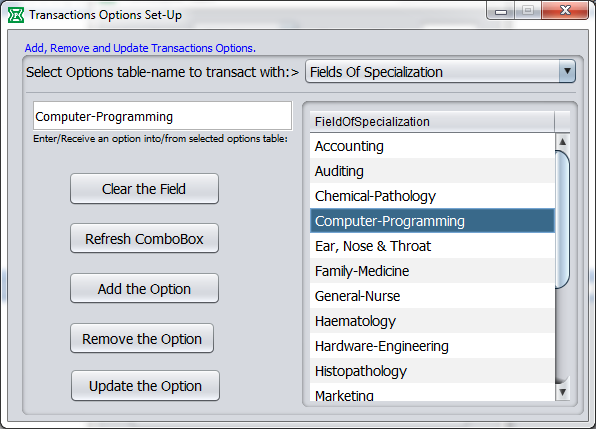 Transactions Options Set-Up
Add, Remove and Update Transactions Options.
Select Options table-name to transact with:> Fields Of Specialization
Computer-Programming
Enter/Receive an option into/from selected options table:
Clear the Field
Refresh ComboBox
Add the Option
Remove the Option
Update the Option
FieldOfSpecialization
Accounting
Auditing
Chemical-Pathology
Computer-Programming
Ear, Nose & Throat
Family-Medicine
General-Nurse
Haematology
Hardware-Engineering
Histopathology
Marketing